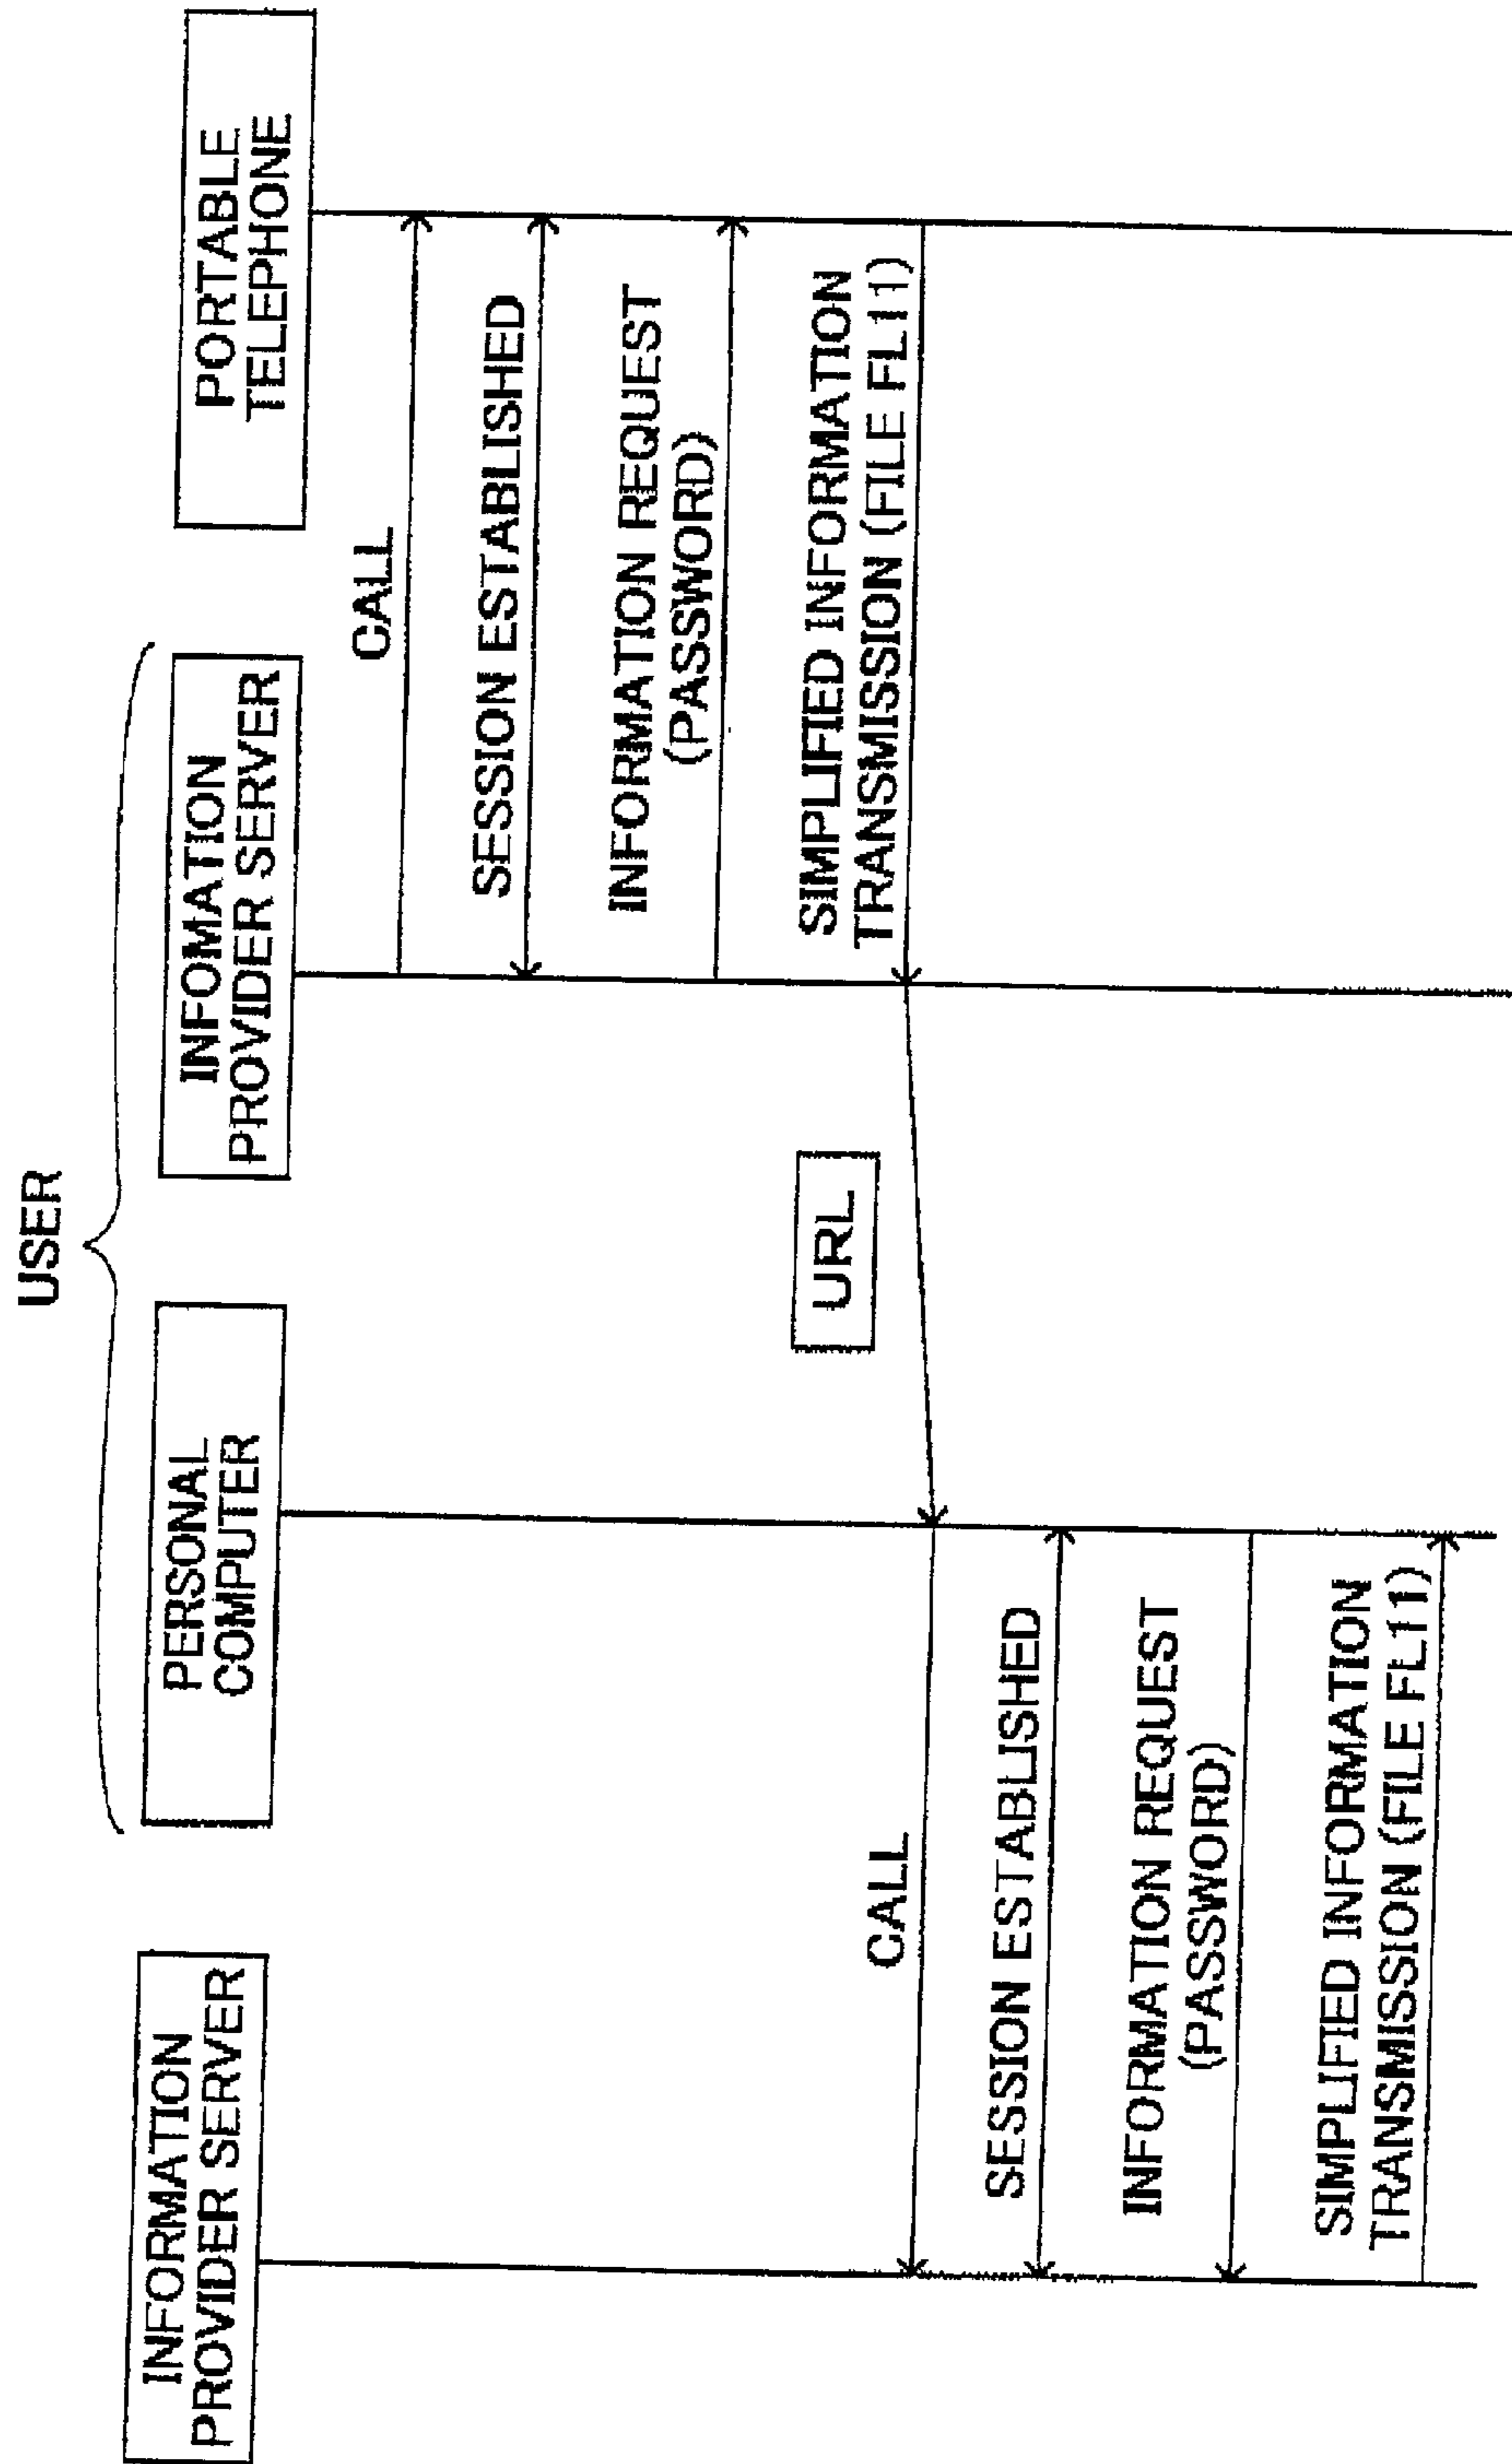 USER
INFORMATION
PROVIDER SERVER
PERSONAL
COMPUTER
INFOMATION
PROVIDER SERVER
PORTABLE
TELEPHONE
CALL
SESSION ESTABLISHED
INFORMATION REQUEST
(PASSWORD)
SIMPLIFIED INFORMATION
TRANSMISSION (FILE FL11)
URL
CALL
SESSION ESTABLISHED
INFORMATION REQUEST
(PASSWORD)
SIMPLIFIED INFORMATION
TRANSMISSION (FILE FL11)